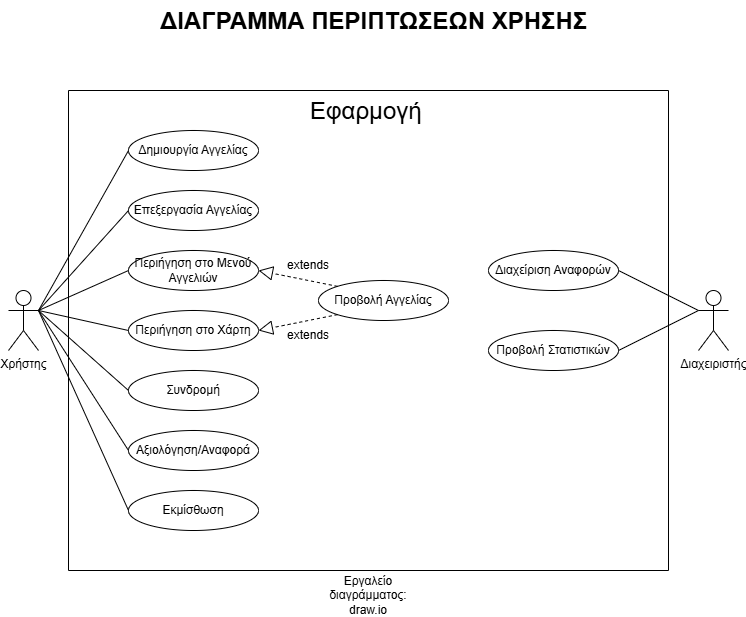 ΔΙΑΓΡΑΜΜΑ ΠΕΡΙΠΤΩΣΕΩΝ ΧΡΗΣΗΣ
Εφαρμογή
Δημιουργία Αγγελίας
Επεξεργασία Αγγελίας
Περιήγηση στο Μενού
Αγγελιών
extends
Προβολή Αγγελίας
Περιήγηση στο Χάρτη
extends
Συνδρομή
Αξιολόγηση/Αναφορά
Εκμίσθωση
Χρήστης
Διαχείριση Αναφορών
Προβολή Στατιστικών
Διαχειριστής
Εργαλείο
διαγράμματος:
draw.io